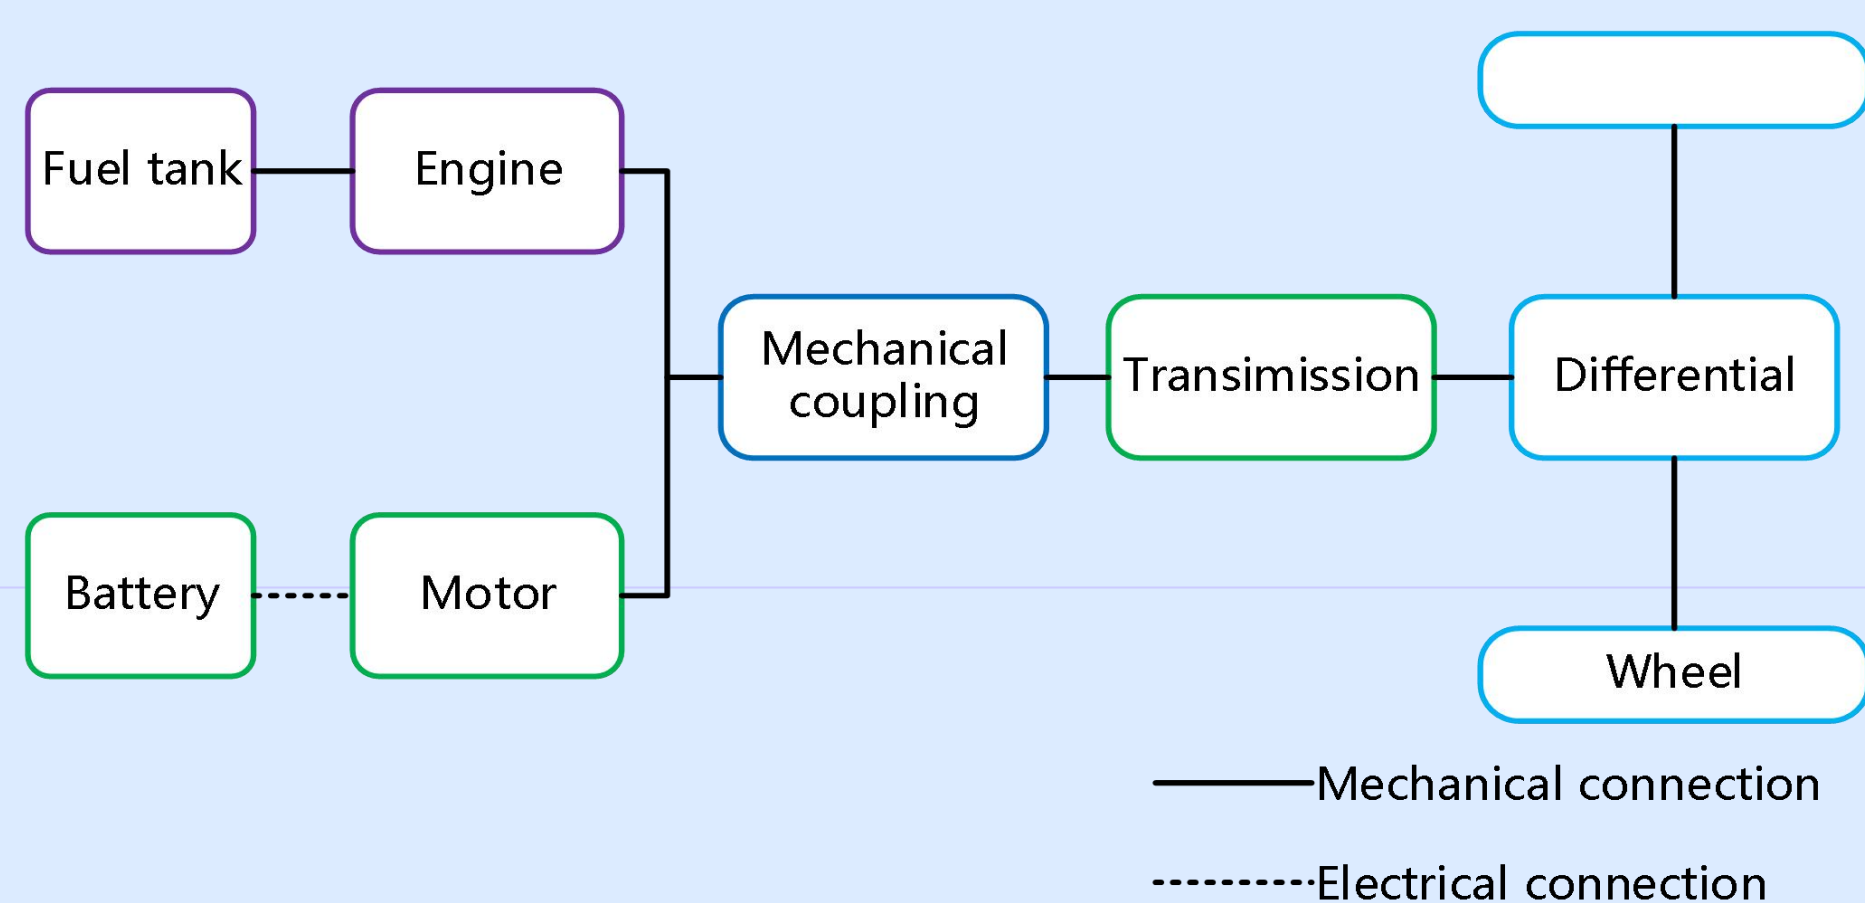 Fuel tank
Engine
Mechanical
coupling
Transimission
Differential
Battery
Motor
Wheel
Mechanical connection
Electrical connection